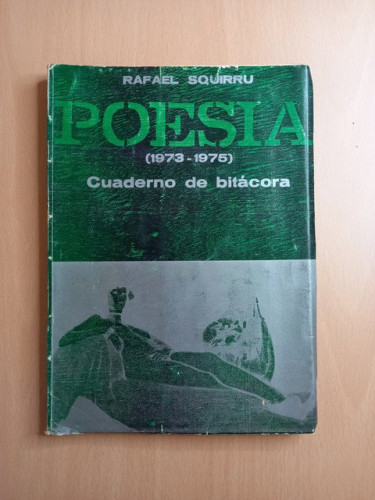 RAFAEL SQUIRRU
POESIA
(1973-1975)
Cuaderno de bitácora